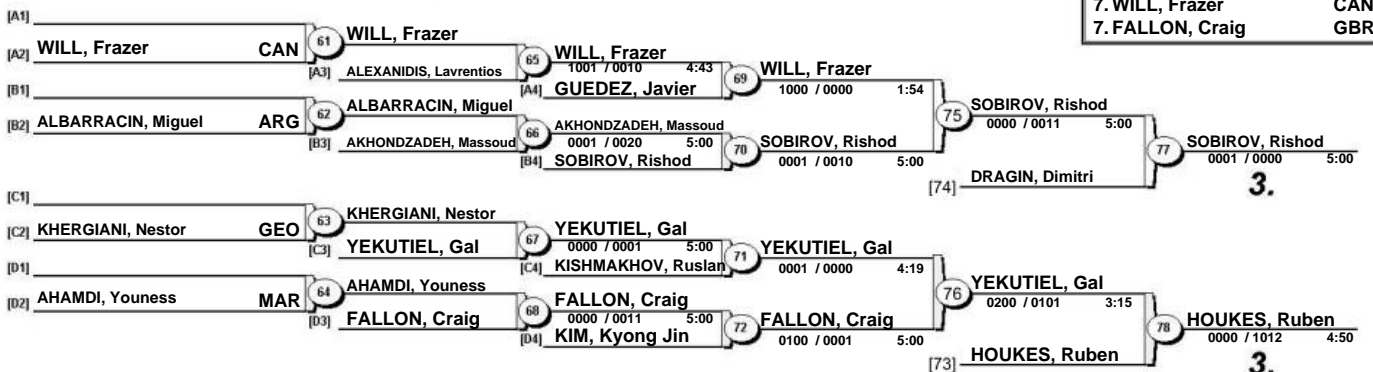 7. WILL, Frazer CAN
7. FALLON, Craig GBR
[A1]
[A2] WILL, Frazer CAN
61 WILL, Frazer
[A3] ALEXANIDIS, Lavrentios
65 WILL, Frazer
1001 / 0010 4:43
[A4] GUEDEZ, Javier
69 WILL, Frazer
1000 / 0000 1:54
[B1]
[B2] ALBARRACIN, Miguel ARG
62 ALBARRACIN, Miguel
[B3] AKHONDZADEH, Massoud
66 AKHONDZADEH, Massoud
0001 / 0020 5:00
[B4] SOBIROV, Rishod
70 SOBIROV, Rishod
0001 / 0010 5:00
75 SOBIROV, Rishod
0000 / 0011 5:00
[74] DRAGIN, Dimitri
77 SOBIROV, Rishod
0001 / 0000 5:00
3.
[C1]
[C2] KHERGIANI, Nestor GEO
63 KHERGIANI, Nestor
[C3] YEKUTIEL, Gal
67 YEKUTIEL, Gal
0000 / 0001 5:00
[C4] KISHMAKHOV, Ruslan
71 YEKUTIEL, Gal
0001 / 0000 4:19
[D1]
[D2] AHAMDI, Youness MAR
64 AHAMDI, Youness
[D3] FALLON, Craig
68 FALLON, Craig
0000 / 0011 5:00
[D4] KIM, Kyong Jin
72 FALLON, Craig
0100 / 0001 5:00
76 YEKUTIEL, Gal
0200 / 0101 3:15
[73] HOUKES, Ruben
78 HOUKES, Ruben
0000 / 1012 4:50
3.